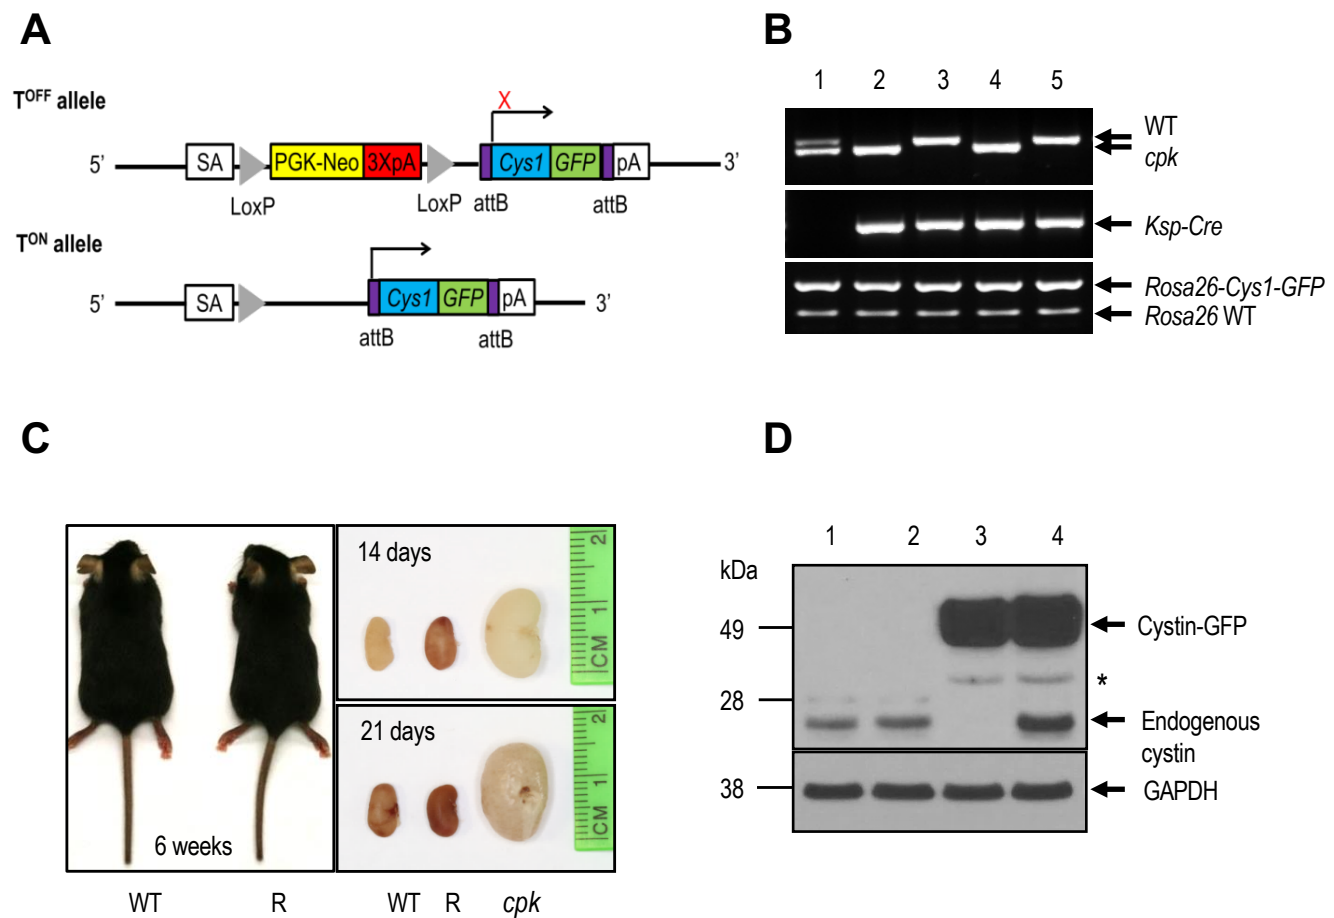 A
T^OFF allele
X
5’ SA PGK-Neo 3XpA Cys1 GFP pA 3’
LoxP LoxP attB attB
T^ON allele
5’ SA Cys1 GFP pA 3’
attB attB
B
1 2 3 4 5
WT
cpk
Ksp-Cre
Rosa26-Cys1-GFP
Rosa26 WT
C
6 weeks
WT R
14 days
CM 1 2
21 days
CM 1 2
WT R cpk
D
1 2 3 4
kDa
49
28
38
Cystin-GFP
*
Endogenous
cystin
GAPDH